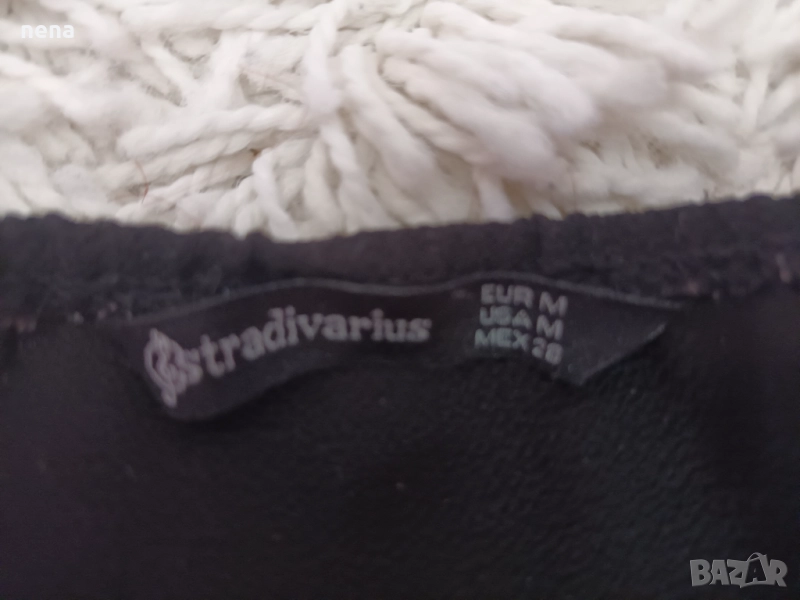 nena
stradivarius
EUR M
USA M
MEX 28
BAZAR